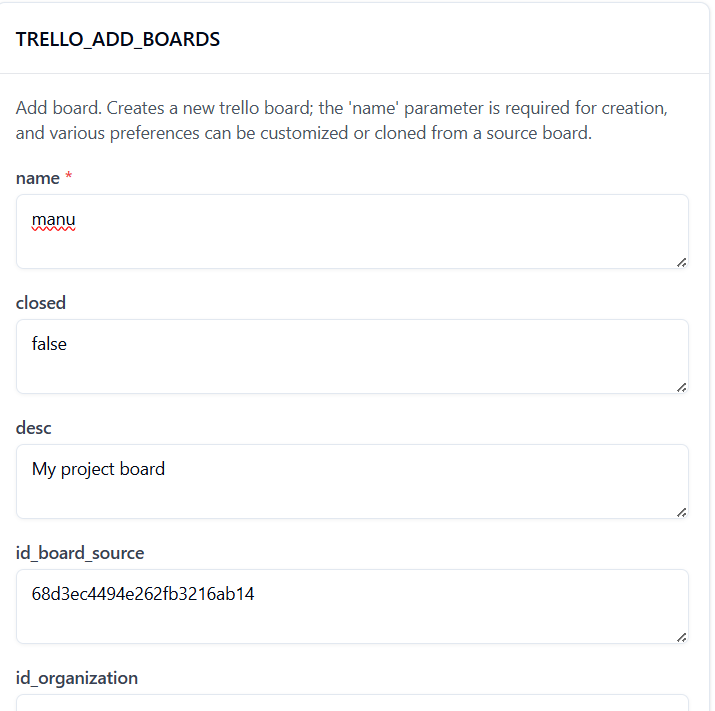 TRELLO_ADD_BOARDS
Add board. Creates a new trello board; the 'name' parameter is required for creation,
and various preferences can be customized or cloned from a source board.
name *
manu
closed
false
desc
My project board
id_board_source
68d3ec4494e262fb3216ab14
id_organization